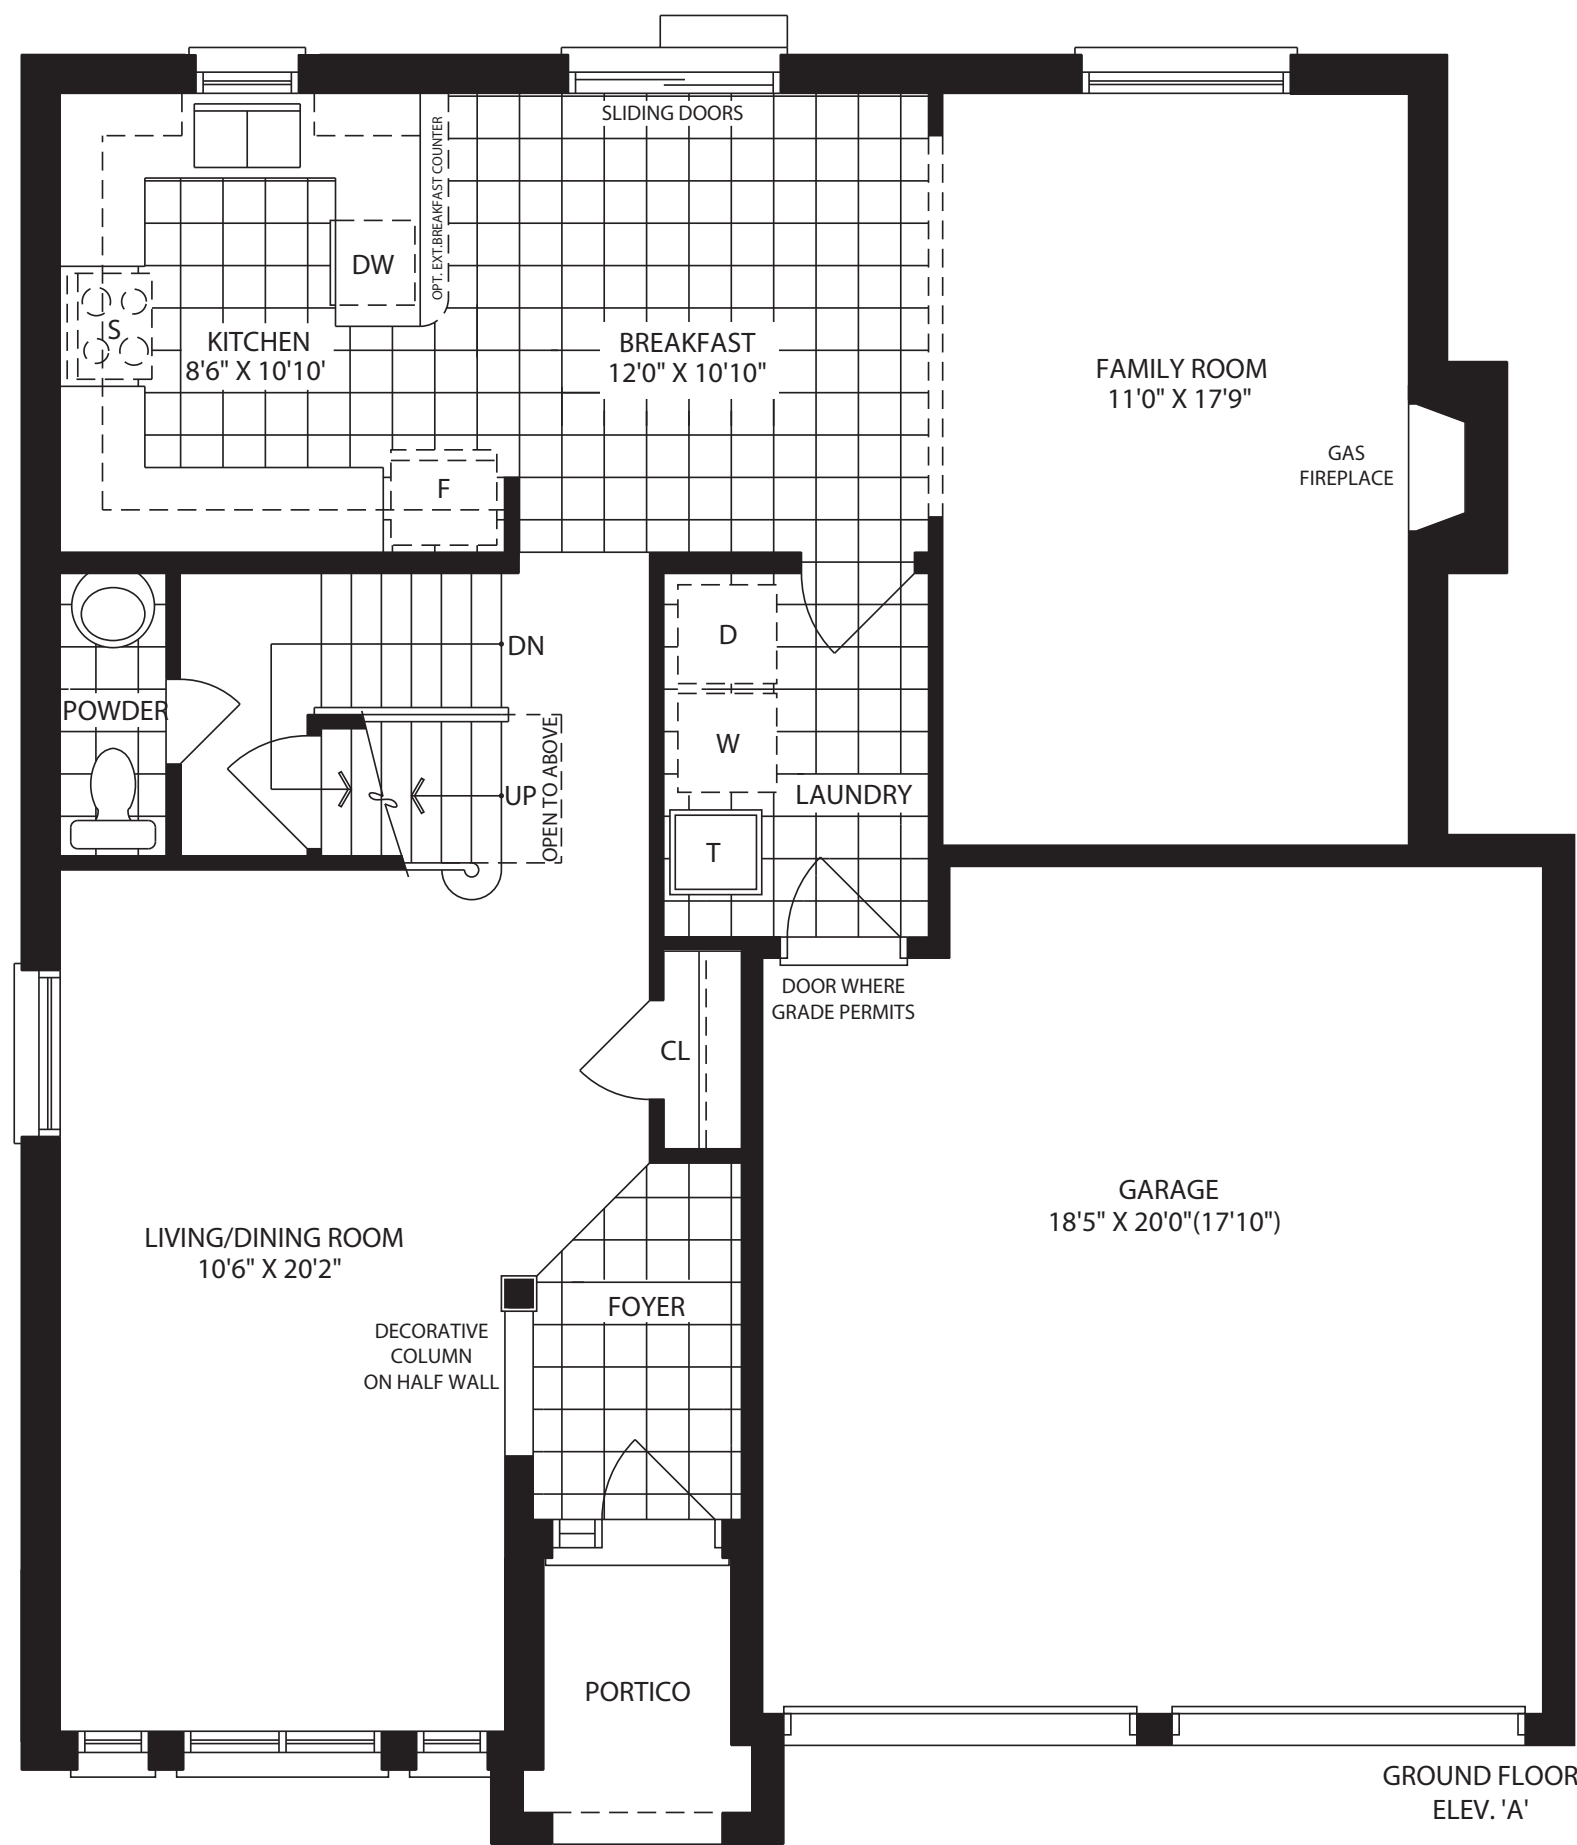 SLIDING DOORS
OPT. EXT.BREAKFAST COUNTER
DW
S
KITCHEN
8'6" X 10'10'
BREAKFAST
12'0" X 10'10"
FAMILY ROOM
11'0" X 17'9"
GAS
FIREPLACE
F
D
DN
POWDER
W
UP
OPEN TO ABOVE
LAUNDRY
T
DOOR WHERE
GRADE PERMITS
CL
GARAGE
18'5" X 20'0"(17'10")
LIVING/DINING ROOM
10'6" X 20'2"
FOYER
DECORATIVE
COLUMN
ON HALF WALL
PORTICO
GROUND FLOOR
ELEV. 'A'